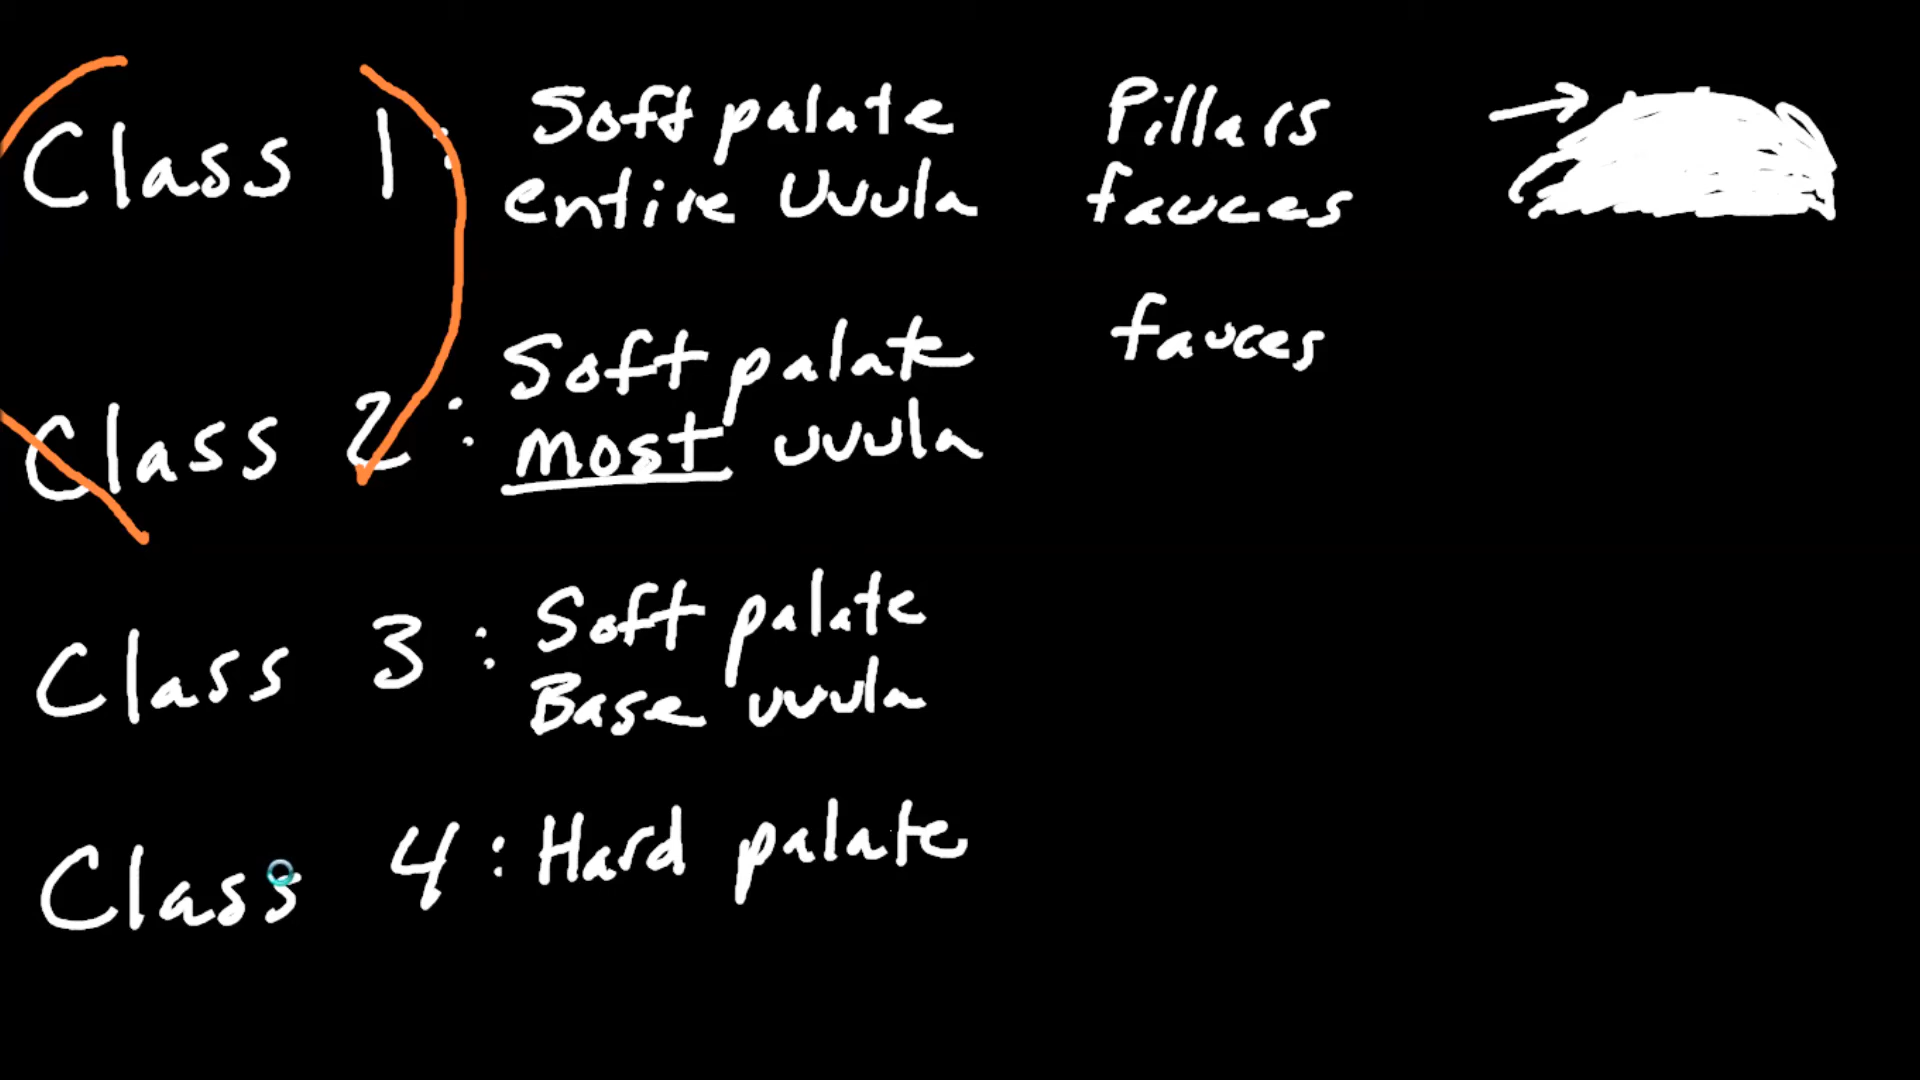 Class 1: Soft palate Pillars
entire Uvula fauces
Class 2: Soft palate fauces
most uvula
Class 3: Soft palate
Base uvula
Class 4: Hard palate